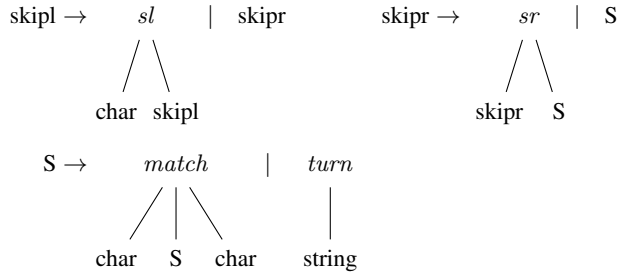 skipl → sl | skipr skipr → sr | S
char skipl skipr S
S → match | turn
char S char string